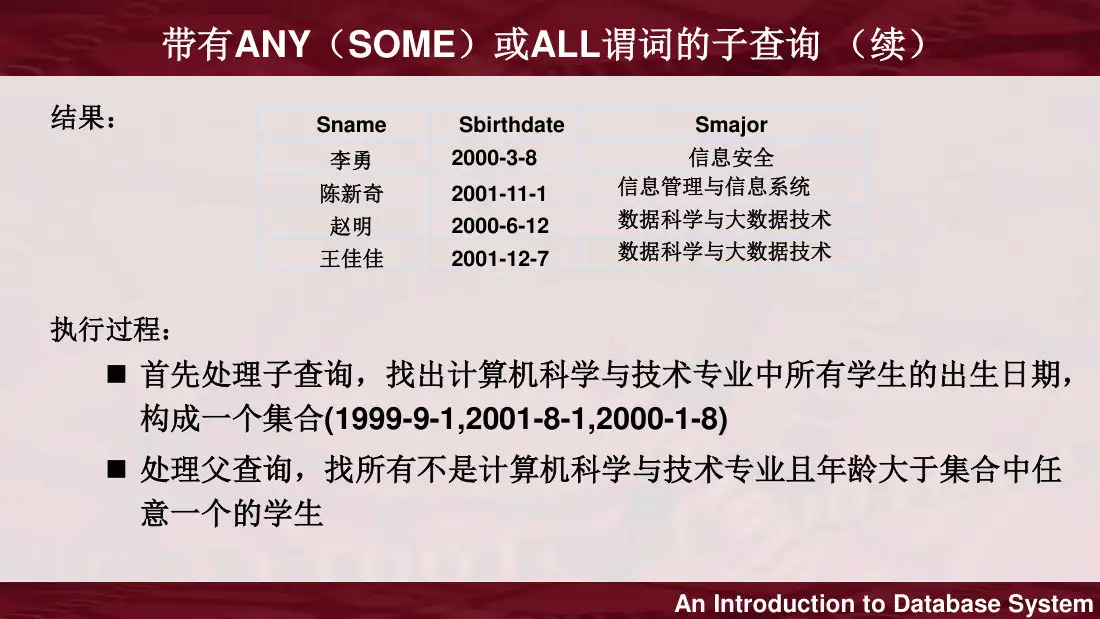 带有ANY（SOME）或ALL谓词的子查询 （续）
结果：
Sname Sbirthdate Smajor
李勇 2000-3-8 信息安全
陈新奇 2001-11-1 信息管理与信息系统
赵明 2000-6-12 数据科学与大数据技术
王佳佳 2001-12-7 数据科学与大数据技术
执行过程：
■ 首先处理子查询，找出计算机科学与技术专业中所有学生的出生日期，
构成一个集合(1999-9-1,2001-8-1,2000-1-8)
■ 处理父查询，找所有不是计算机科学与技术专业且年龄大于集合中任
意一个的学生
An Introduction to Database System